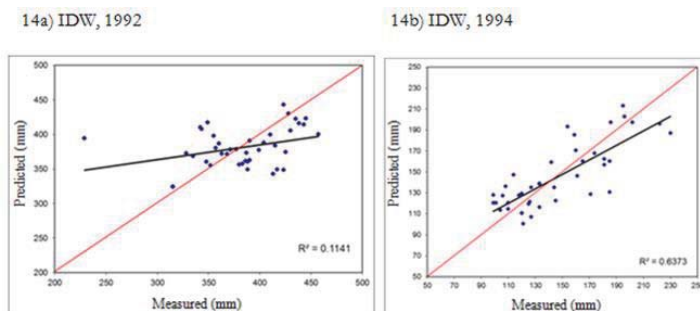 14a) IDW, 1992
14b) IDW, 1994
500
450
400
350
300
250
200
Predicted (mm)
R² = 0.1141
200 250 300 350 400 450 500
Measured (mm)
250
230
210
190
170
150
130
110
90
70
50
Predicted (mm)
R² = 0.6373
50 70 90 110 130 150 170 190 210 230
Measured (mm)